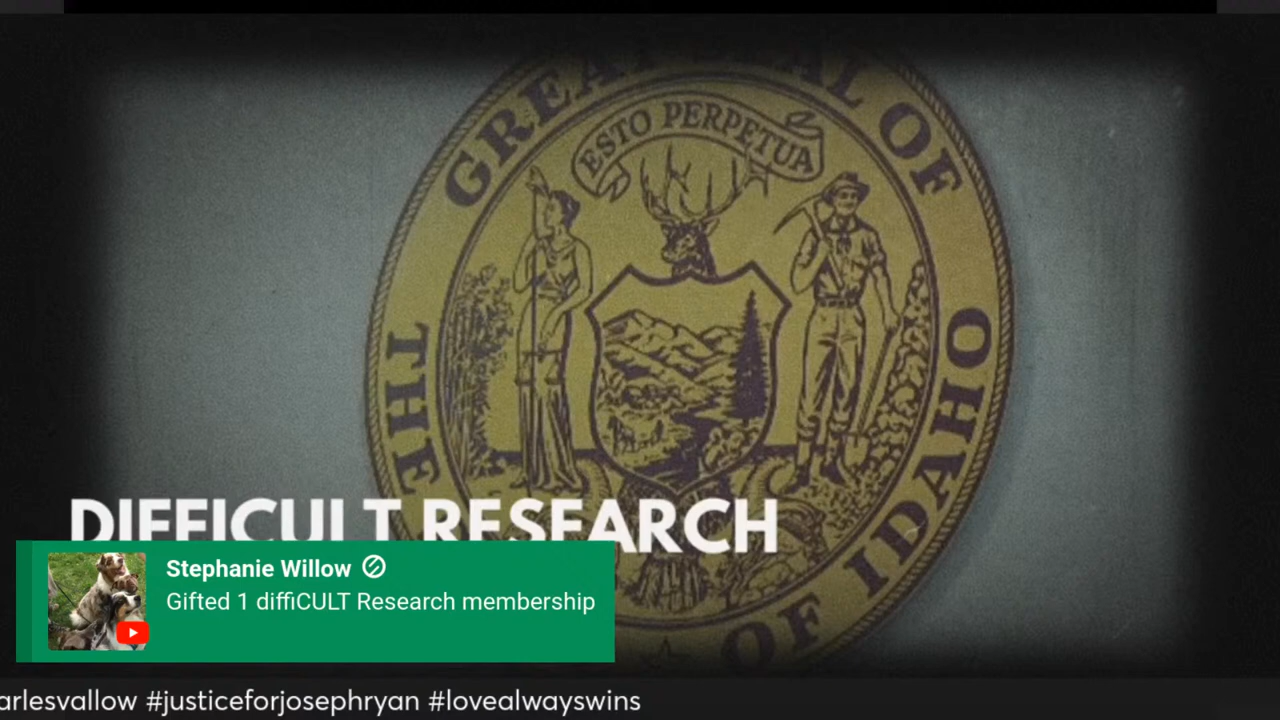 THE GREAT SEAL OF
OF IDAHO
ESTO PERPETUA
DIFFICULT RESEARCH
Stephanie Willow
Gifted 1 diffiCULT Research membership
arlesvallow #justiceforjosephryan #lovealwayswins